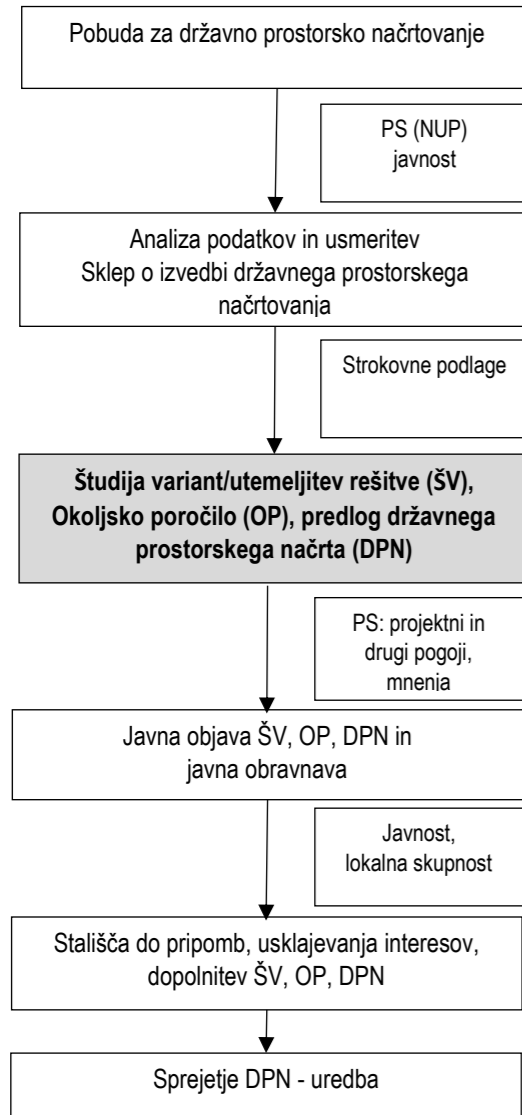 Pobuda za državno prostorsko načrtovanje
PS (NUP)
javnost
Analiza podatkov in usmeritev
Sklep o izvedbi državnega prostorskega
načrtovanja
Strokovne podlage
Študija variant/utemeljitev rešitve (ŠV),
Okoljsko poročilo (OP), predlog državnega
prostorskega načrta (DPN)
PS: projektni in
drugi pogoji,
mnenja
Javna objava ŠV, OP, DPN in
javna obravnava
Javnost,
lokalna skupnost
Stališča do pripomb, usklajevanja interesov,
dopolnitev ŠV, OP, DPN
Sprejetje DPN - uredba